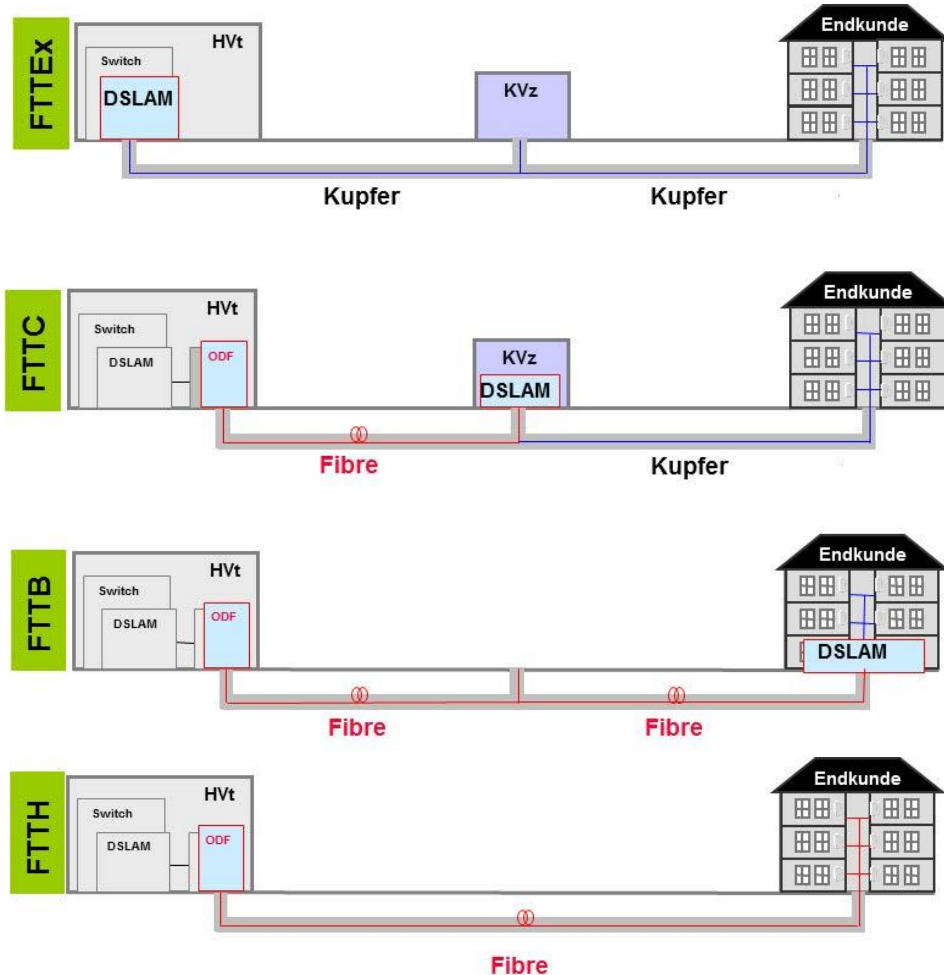 FTTEx
HVt
Switch
DSLAM
KVz
Endkunde
Kupfer
Kupfer
FTTC
HVt
Switch
DSLAM
ODF
KVz
DSLAM
Endkunde
Fibre
Kupfer
FTTB
HVt
Switch
DSLAM
ODF
Endkunde
DSLAM
Fibre
Fibre
FTTH
HVt
Switch
DSLAM
ODF
Endkunde
Fibre